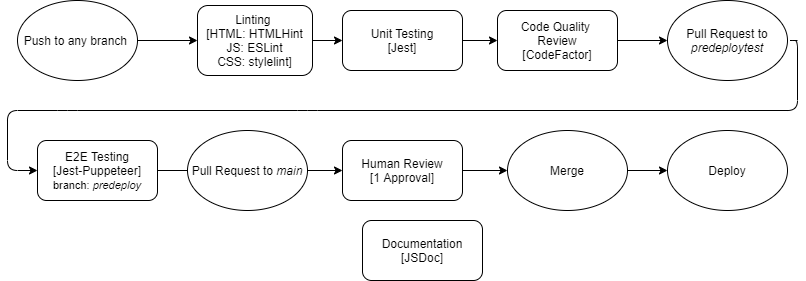 Push to any branch
Linting
[HTML: HTMLHint
JS: ESLint
CSS: stylelint]
Unit Testing
[Jest]
Code Quality
Review
[CodeFactor]
Pull Request to
predeploytest
E2E Testing
[Jest-Puppeteer]
branch: predeploy
Pull Request to main
Human Review
[1 Approval]
Merge
Deploy
Documentation
[JSDoc]